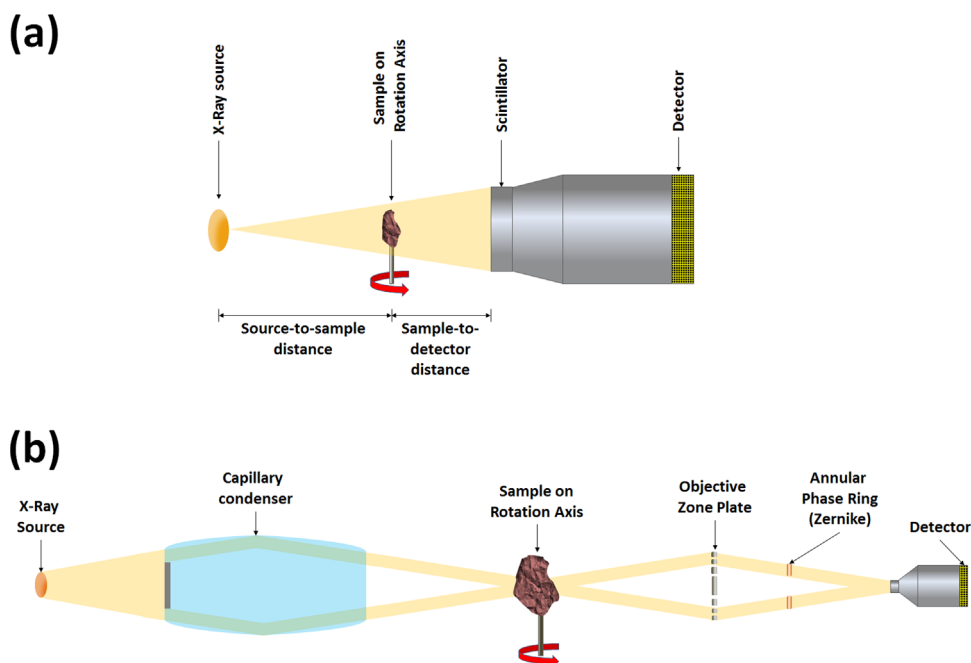 (a)
X-Ray source
Sample on
Rotation Axis
Scintillator
Detector
Source-to-sample
distance
Sample-to-
detector
distance
(b)
X-Ray
Source
Capillary
condenser
Sample on
Rotation Axis
Objective
Zone Plate
Annular
Phase Ring
(Zernike)
Detector